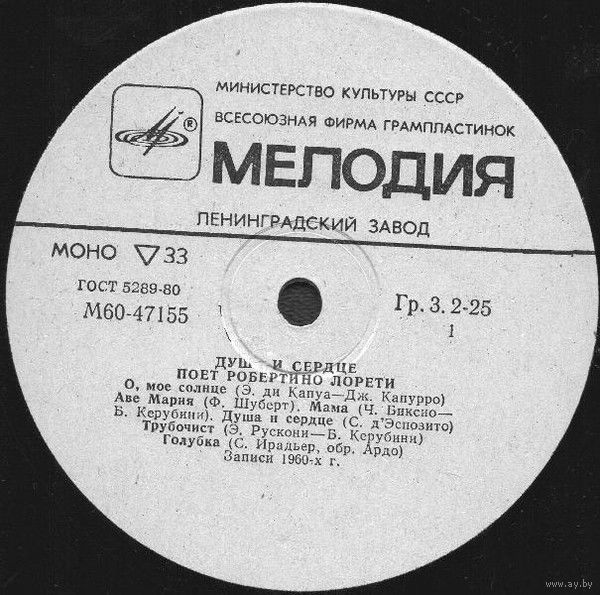 МИНИСТЕРСТВО КУЛЬТУРЫ СССР
ВСЕСОЮЗНАЯ ФИРМА ГРАМПЛАСТИНОК
®
МЕЛОДИЯ
ЛЕНИНГРАДСКИЙ ЗАВОД
МОНО ▽ 33
ГОСТ 5289-80
М60-47155
Гр. 3. 2-25
1
ДУШ И СЕРДЦЕ
ПОЕТ РОБЕРТИНО ЛОРЕТИ
О, мое солнце (Э. ди Капуа—Дж. Капурро)
Аве Мария (Ф. Шуберт). Мама (Ч. Биксио—
Б. Керубини). Душа и сердце (С. д'Эспозито)
Трубочист (Э. Рускони—Б. Керубини)
Голубка (С. Ирадьер, обр. Ардо)
Записи 1960-х г.
www.ay.by